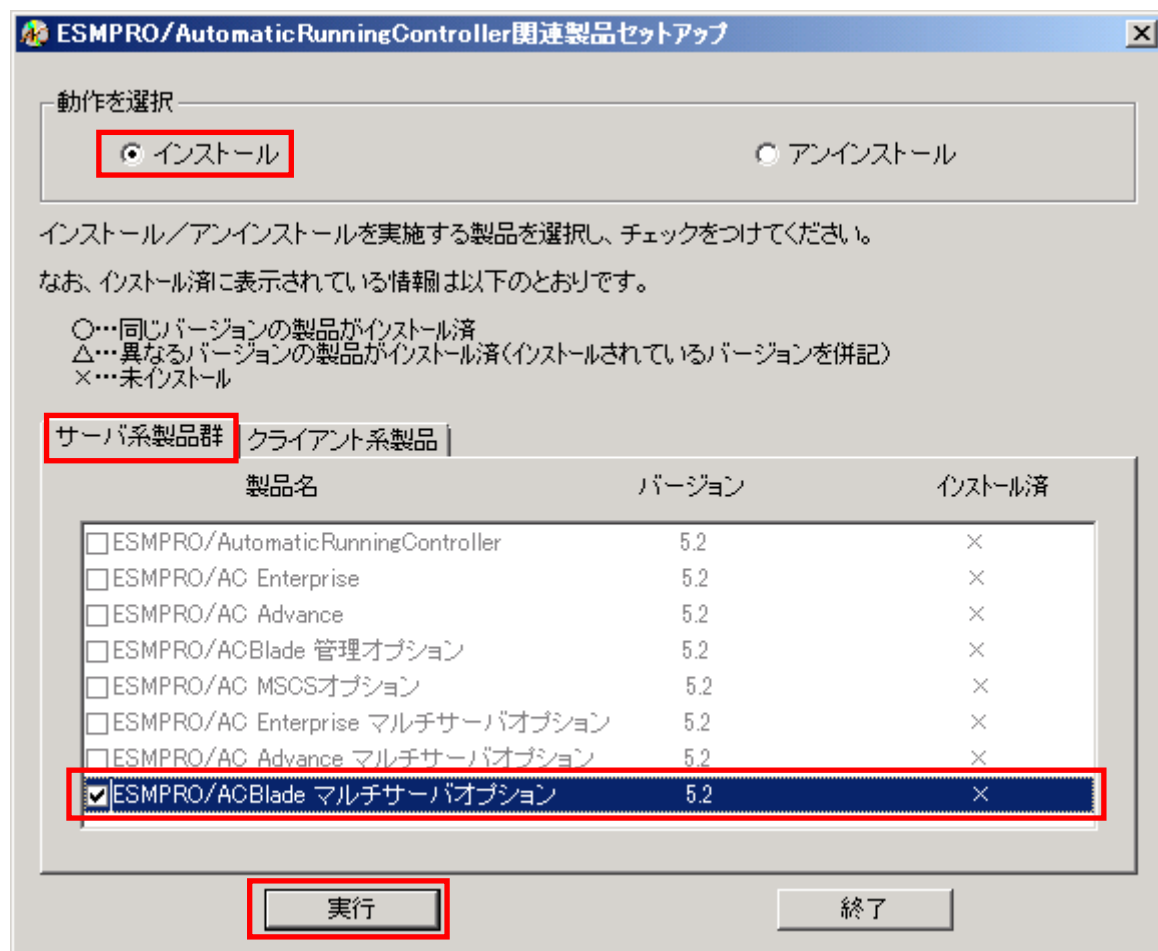 ESMPRO/AutomaticRunningController関連製品セットアップ
動作を選択
インストール アンインストール
インストール／アンインストールを実施する製品を選択し、チェックをつけてください。
なお、インストール済に表示されている情報は以下のとおりです。
○…同じバージョンの製品がインストール済
△…異なるバージョンの製品がインストール済(インストールされているバージョンを併記)
×…未インストール
サーバ系製品群 クライアント系製品
製品名 バージョン インストール済
ESMPRO/AutomaticRunningController 5.2 ×
ESMPRO/AC Enterprise 5.2 ×
ESMPRO/AC Advance 5.2 ×
ESMPRO/ACBlade 管理オプション 5.2 ×
ESMPRO/AC MSCSオプション 5.2 ×
ESMPRO/AC Enterprise マルチサーバオプション 5.2 ×
ESMPRO/AC Advance マルチサーバオプション 5.2 ×
ESMPRO/ACBlade マルチサーバオプション 5.2 ×
実行 終了